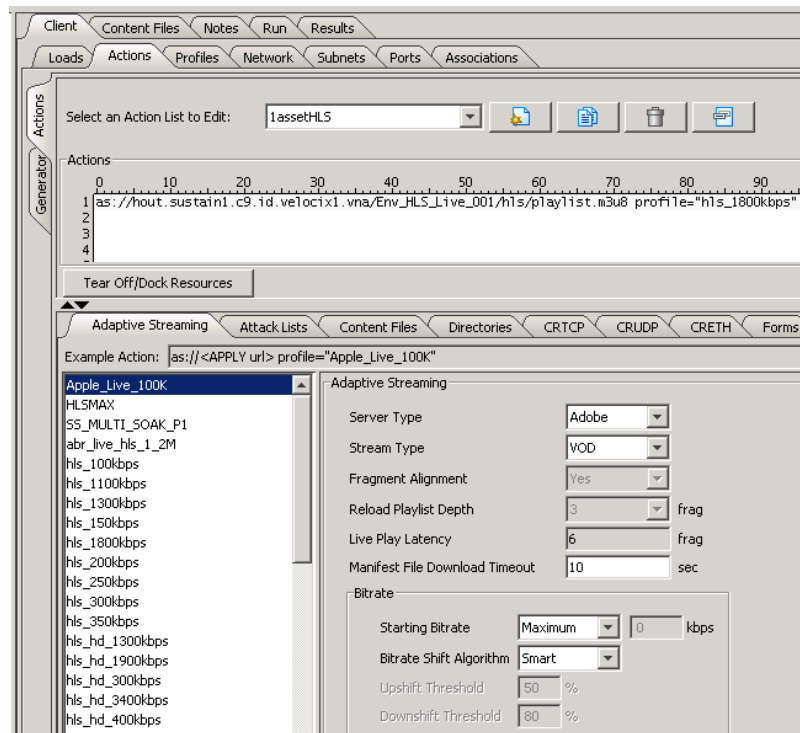 Client Content Files Notes Run Results
Loads Actions Profiles Network Subnets Ports Associations
Actions
Generator
Select an Action List to Edit: 1assetHLS
Actions
0 10 20 30 40 50 60 70 80 90
1 as://hout.sustain1.c9.id.velocix1.vna/Env_HLS_Live_001/hls/playlist.m3u8 profile="hls_1800kbps"
2
3
4
Tear Off/Dock Resources
Adaptive Streaming Attack Lists Content Files Directories CRTCP CRUDP CRETH Forms
Example Action: as://<APPLY url> profile="Apple_Live_100K"
Apple_Live_100K
HLSMAX
SS_MULTI_SOAK_P1
abr_live_hls_1_2M
hls_100kbps
hls_1100kbps
hls_1300kbps
hls_150kbps
hls_1800kbps
hls_200kbps
hls_250kbps
hls_300kbps
hls_350kbps
hls_hd_1300kbps
hls_hd_1900kbps
hls_hd_300kbps
hls_hd_3400kbps
hls_hd_400kbps
Adaptive Streaming
Server Type Adobe
Stream Type VOD
Fragment Alignment Yes
Reload Playlist Depth 3 frag
Live Play Latency 6 frag
Manifest File Download Timeout 10 sec
Bitrate
Starting Bitrate Maximum 0 kbps
Bitrate Shift Algorithm Smart
Upshift Threshold 50 %
Downshift Threshold 80 %